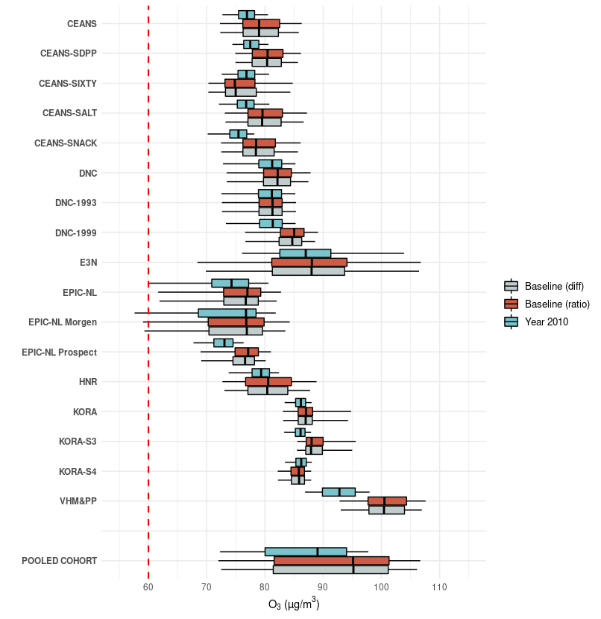 CEANS
CEANS-SDPP
CEANS-SIXTY
CEANS-SALT
CEANS-SNACK
DNC
DNC-1993
DNC-1999
E3N
EPIC-NL
EPIC-NL Morgen
EPIC-NL Prospect
HNR
KORA
KORA-S3
KORA-S4
VHM&PP
POOLED COHORT
60 70 80 90 100 110
O₃ (μg/m³)
Baseline (diff)
Baseline (ratio)
Year 2010